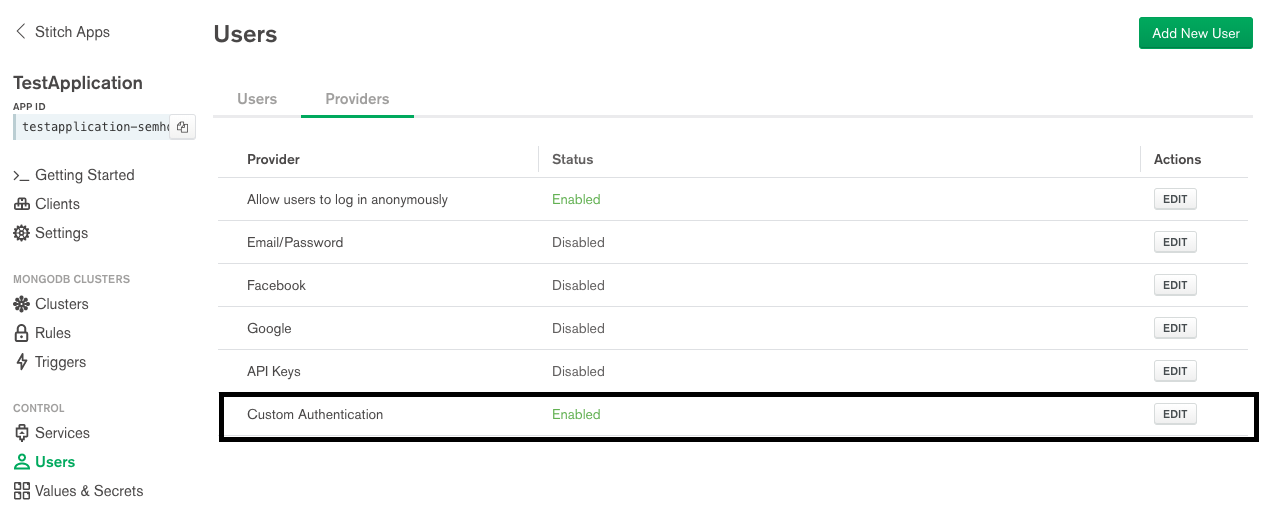 Stitch Apps
TestApplication
APP ID
testapplication-semho
Getting Started
Clients
Settings
MONGODB CLUSTERS
Clusters
Rules
Triggers
CONTROL
Services
Users
Values & Secrets
Users
Add New User
Users Providers
Provider Status Actions
Allow users to log in anonymously Enabled EDIT
Email/Password Disabled EDIT
Facebook Disabled EDIT
Google Disabled EDIT
API Keys Disabled EDIT
Custom Authentication Enabled EDIT